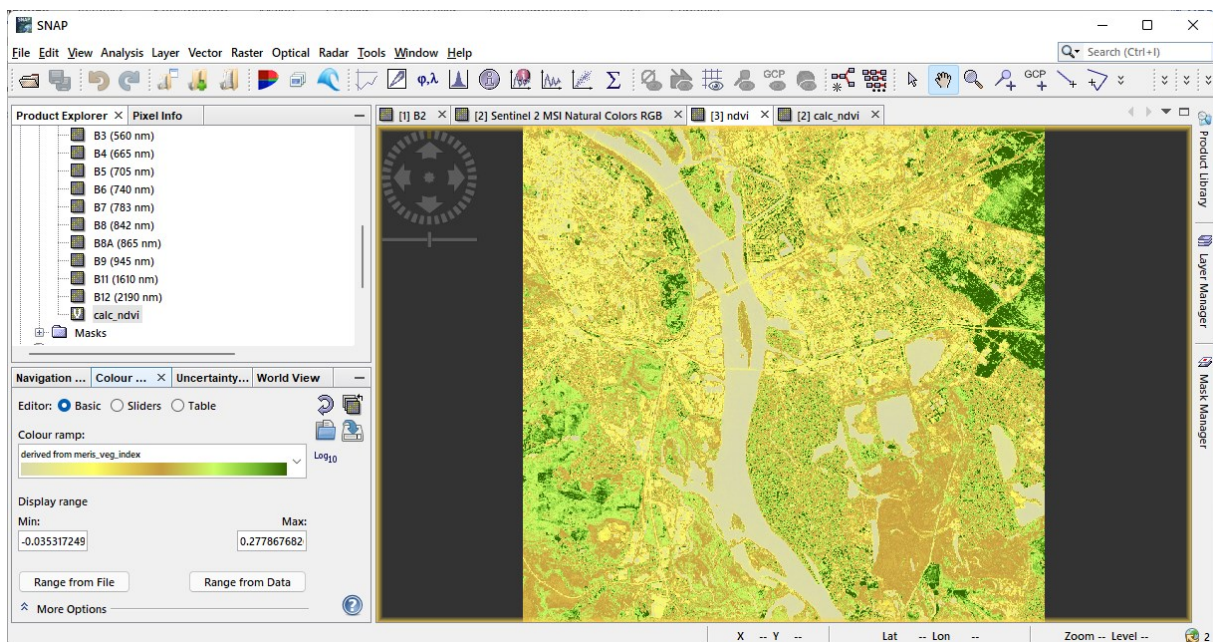 SNAP
File Edit View Analysis Layer Vector Raster Optical Radar Tools Window Help
Search (Ctrl+I)
φ,λ Σ GCP GCP
Product Explorer × Pixel Info
[1] B2 × [2] Sentinel 2 MSI Natural Colors RGB × [3] ndvi × [2] calc_ndvi ×
B3 (560 nm)
B4 (665 nm)
B5 (705 nm)
B6 (740 nm)
B7 (783 nm)
B8 (842 nm)
B8A (865 nm)
B9 (945 nm)
B11 (1610 nm)
B12 (2190 nm)
calc_ndvi
Masks
Product Library
Layer Manager
Mask Manager
Navigation ... Colour ... × Uncertainty... World View
Editor: Basic Sliders Table
Colour ramp:
derived from meris_veg_index
Log10
Display range
Min: Max:
-0.035317249 0.277867682
Range from File Range from Data
More Options
X -- Y -- Lat -- Lon -- Zoom -- Level -- 2